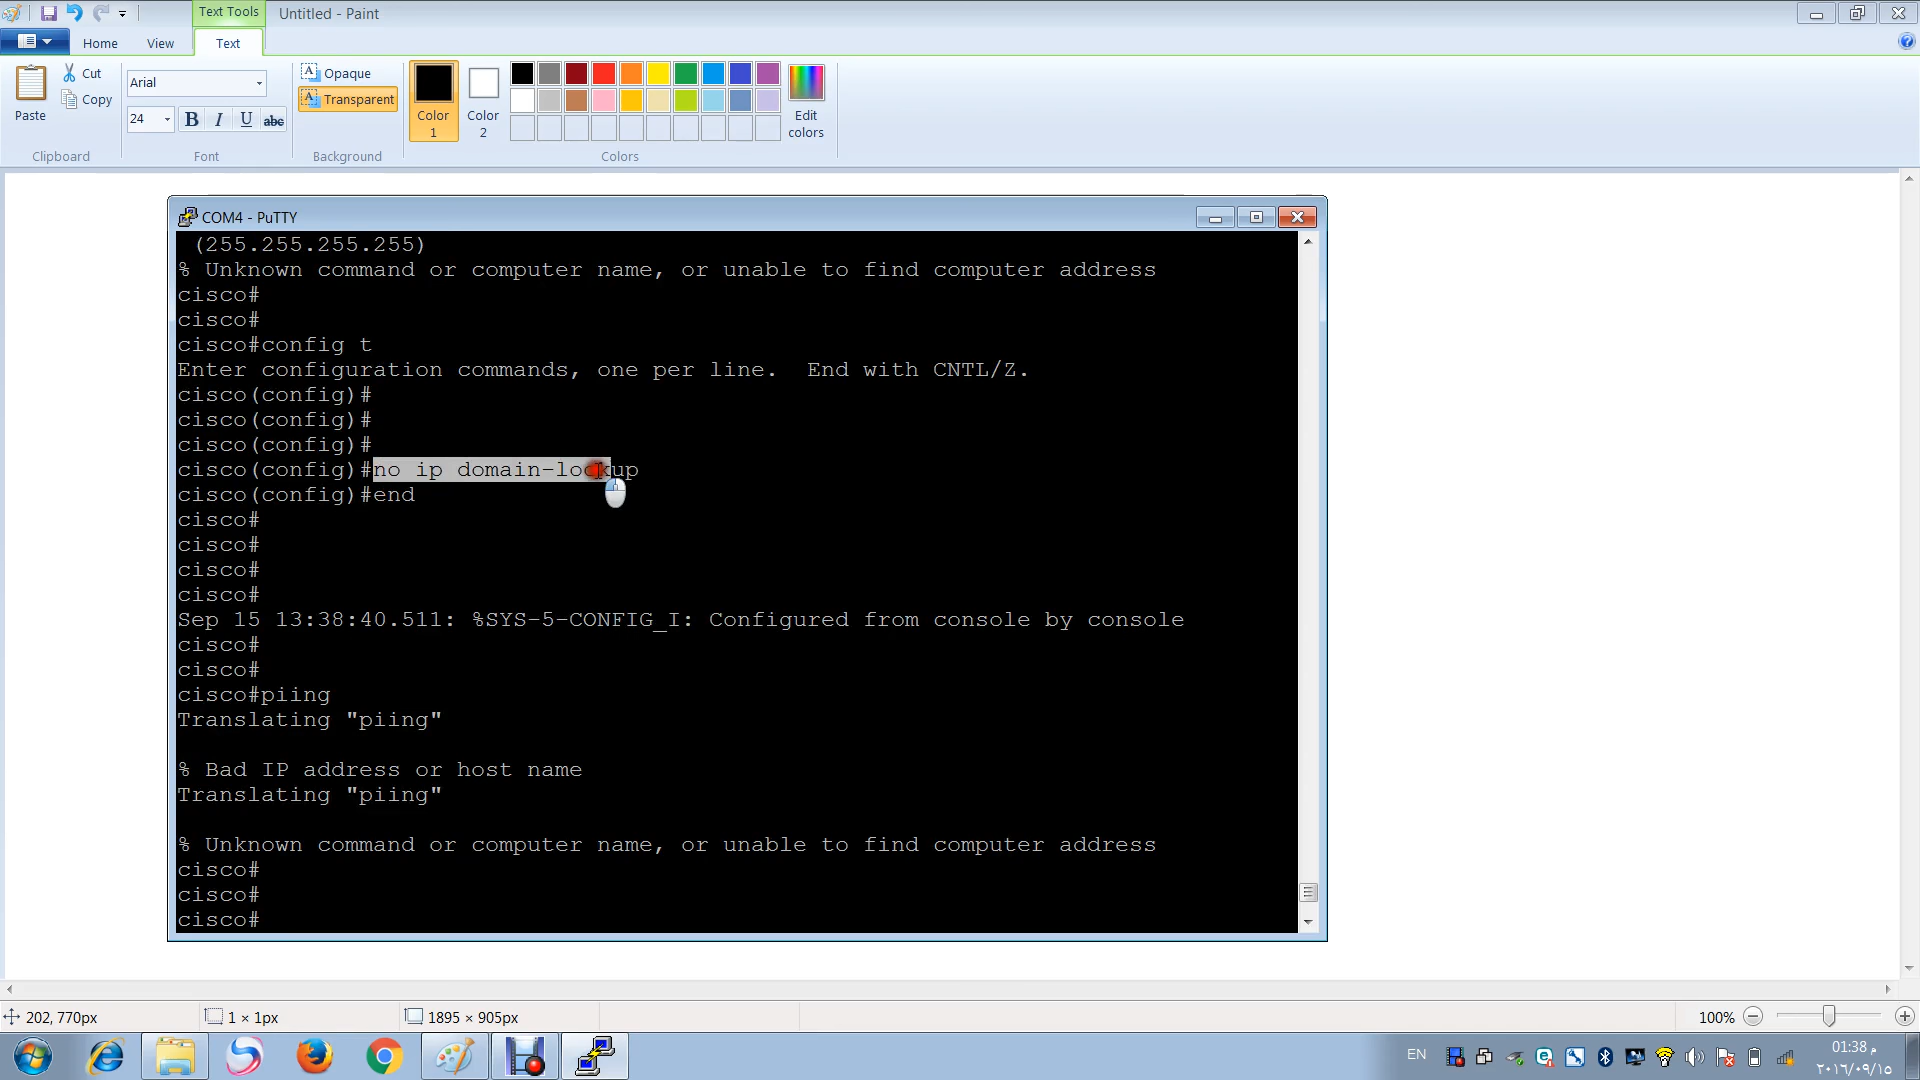 Text Tools
Untitled - Paint
Home
View
Text
Paste
Cut
Copy
Clipboard
Arial
24
B I U abc
Font
Opaque
Transparent
Background
Color 1
Color 2
Edit colors
Colors
COM4 - PuTTY
(255.255.255.255)
% Unknown command or computer name, or unable to find computer address
cisco#
cisco#
cisco#config t
Enter configuration commands, one per line.  End with CNTL/Z.
cisco(config)#
cisco(config)#
cisco(config)#
cisco(config)#no ip domain-lookup
cisco(config)#end
cisco#
cisco#
cisco#
cisco#
Sep 15 13:38:40.511: %SYS-5-CONFIG_I: Configured from console by console
cisco#
cisco#
cisco#piing
Translating "piing"
% Bad IP address or host name
Translating "piing"
% Unknown command or computer name, or unable to find computer address
cisco#
cisco#
cisco#
202, 770px
1 × 1px
1895 × 905px
100%
EN
01:38 م
٢٠١٦/٠٩/١٥